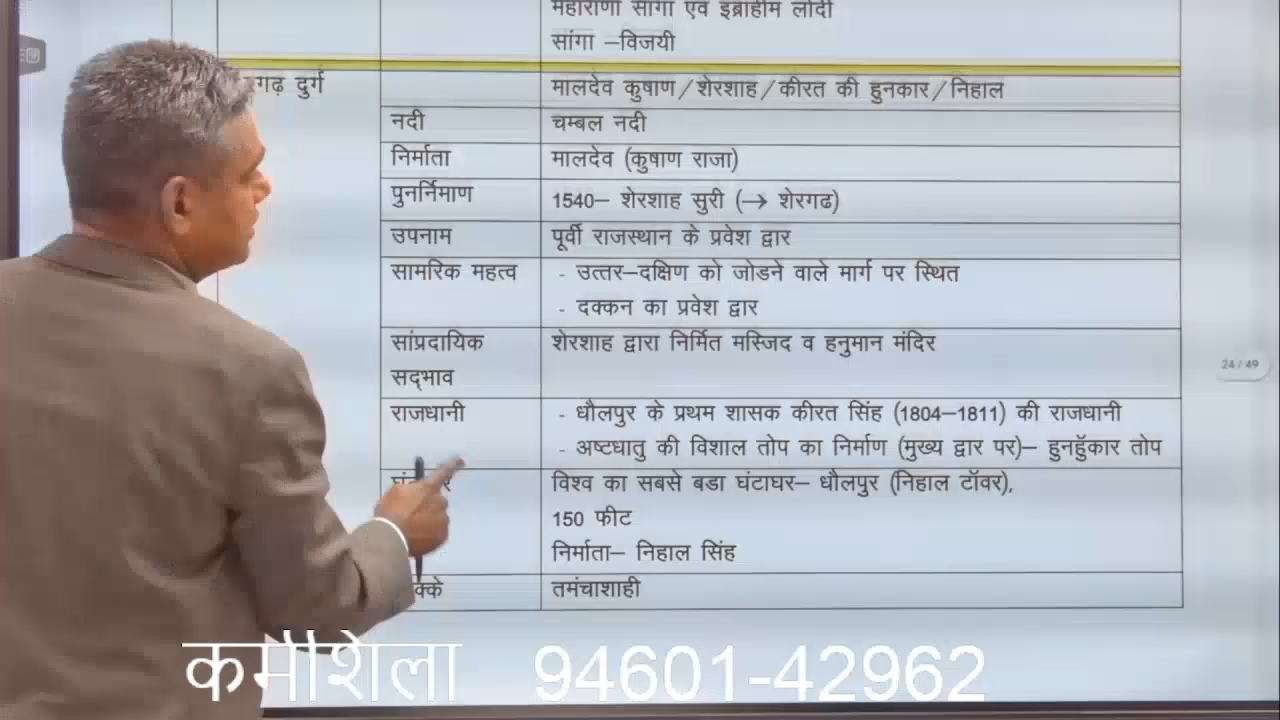 महाराणा सांगा एवं इब्राहीम लोदी
सांगा –विजयी
गढ़ दुर्ग
मालदेव कुषाण/शेरशाह/कीरत की हुनकार/निहाल
नदी
चम्बल नदी
निर्माता
मालदेव (कुषाण राजा)
पुनर्निमाण
1540– शेरशाह सुरी (→ शेरगढ)
उपनाम
पूर्वी राजस्थान के प्रवेश द्वार
सामरिक महत्व
- उत्तर–दक्षिण को जोडने वाले मार्ग पर स्थित
- दक्कन का प्रवेश द्वार
सांप्रदायिक
सद्भाव
शेरशाह द्वारा निर्मित मस्जिद व हनुमान मंदिर
राजधानी
- धौलपुर के प्रथम शासक कीरत सिंह (1804–1811) की राजधानी
- अष्टधातु की विशाल तोप का निर्माण (मुख्य द्वार पर)– हुनहुँकार तोप
विश्व का सबसे बडा घंटाघर– धौलपुर (निहाल टॉवर),
150 फीट
निर्माता– निहाल सिंह
क्के
तमंचाशाही
24 / 49
कर्मशिला 94601-42962